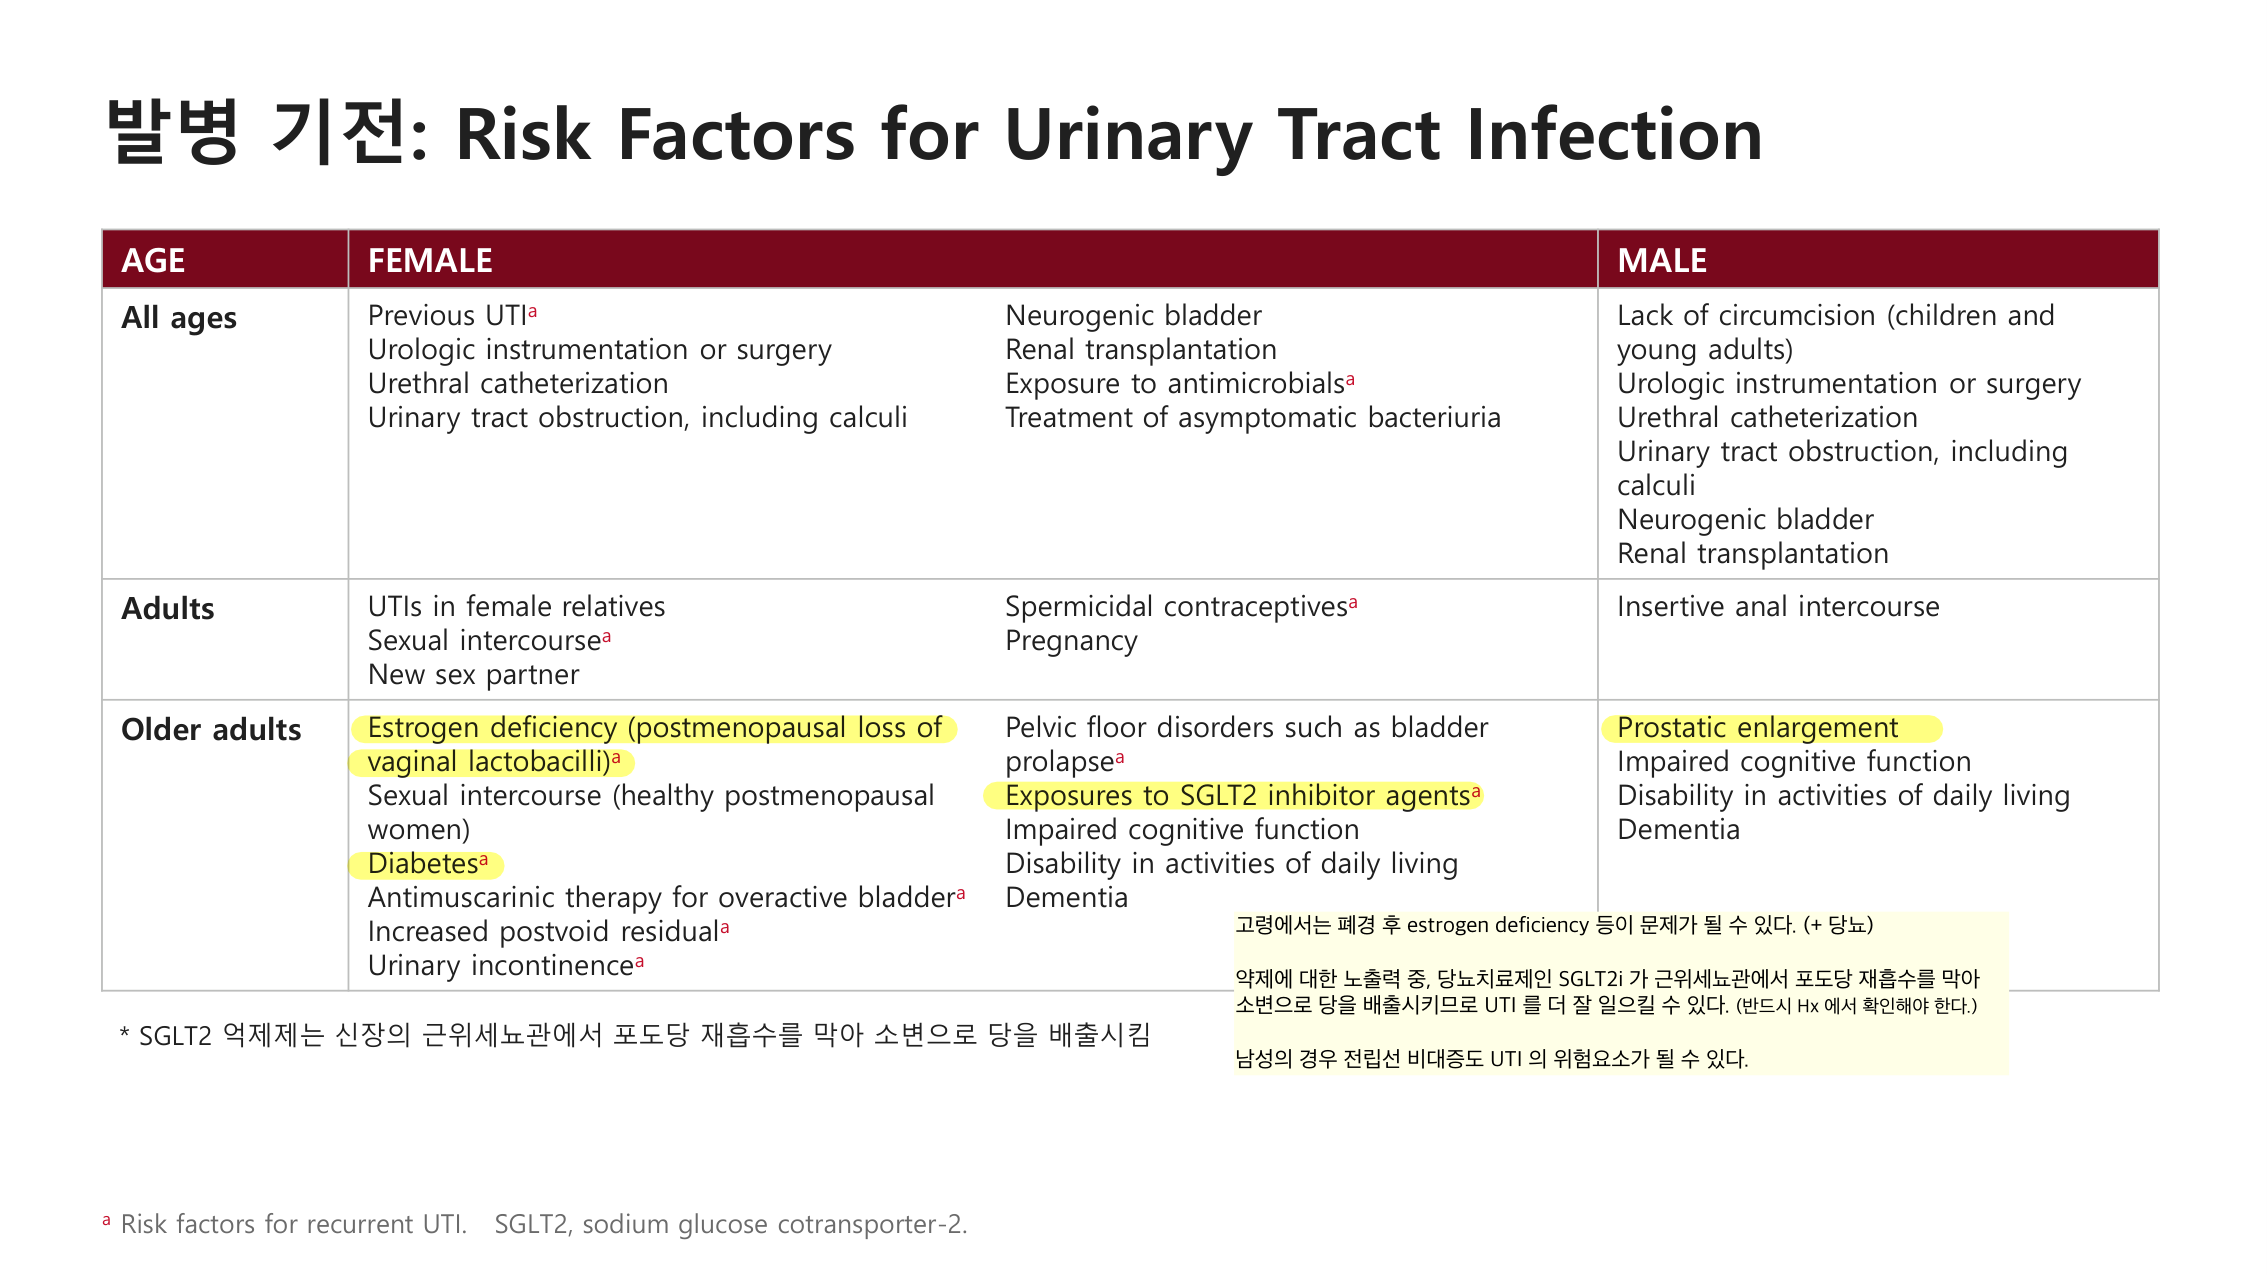 발병 기전: Risk Factors for Urinary Tract Infection
AGE
FEMALE
MALE
All ages
Previous UTIa
Urologic instrumentation or surgery
Urethral catheterization
Urinary tract obstruction, including calculi
Neurogenic bladder
Renal transplantation
Exposure to antimicrobialsa
Treatment of asymptomatic bacteriuria
Lack of circumcision (children and
young adults)
Urologic instrumentation or surgery
Urethral catheterization
Urinary tract obstruction, including
calculi
Neurogenic bladder
Renal transplantation
Adults
UTIs in female relatives
Sexual intercoursea
New sex partner
Spermicidal contraceptivesa
Pregnancy
Insertive anal intercourse
Older adults
Estrogen deficiency (postmenopausal loss of
vaginal lactobacilli)a
Sexual intercourse (healthy postmenopausal
women)
Diabetesa
Antimuscarinic therapy for overactive bladdera
Increased postvoid residuala
Urinary incontinencea
Pelvic floor disorders such as bladder
prolapsea
Exposures to SGLT2 inhibitor agentsa
Impaired cognitive function
Disability in activities of daily living
Dementia
Prostatic enlargement
Impaired cognitive function
Disability in activities of daily living
Dementia
고령에서는 폐경 후 estrogen deficiency 등이 문제가 될 수 있다. (+ 당뇨)
약제에 대한 노출력 중, 당뇨치료제인 SGLT2i 가 근위세뇨관에서 포도당 재흡수를 막아
소변으로 당을 배출시키므로 UTI 를 더 잘 일으킬 수 있다. (반드시 Hx 에서 확인해야 한다.)
남성의 경우 전립선 비대증도 UTI 의 위험요소가 될 수 있다.
* SGLT2 억제제는 신장의 근위세뇨관에서 포도당 재흡수를 막아 소변으로 당을 배출시킴
a Risk factors for recurrent UTI. SGLT2, sodium glucose cotransporter-2.